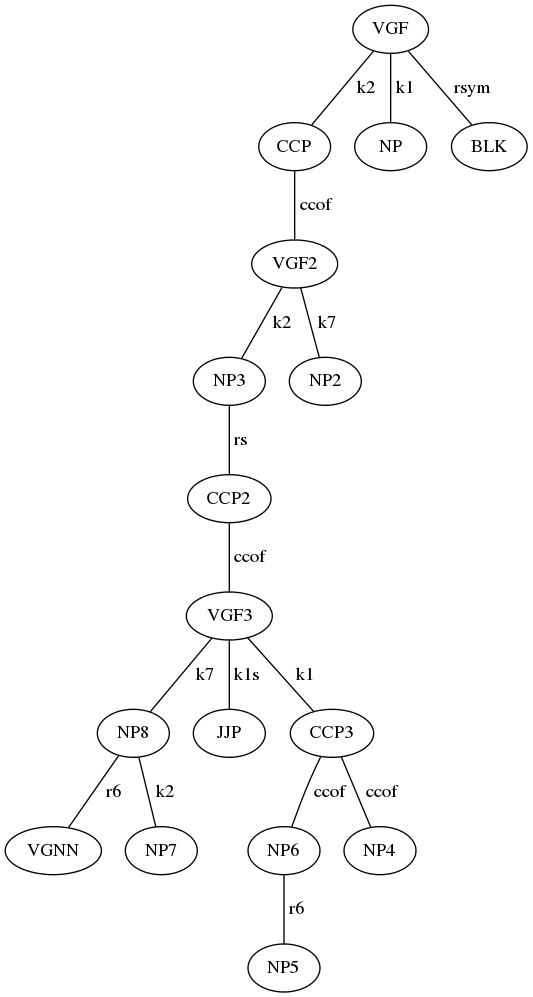 VGF
k2 k1 rsym
CCP NP BLK
ccof
VGF2
k2 k7
NP3 NP2
rs
CCP2
ccof
VGF3
k7 k1s k1
NP8 JJP CCP3
r6 k2 ccof ccof
VGNN NP7 NP6 NP4
r6
NP5